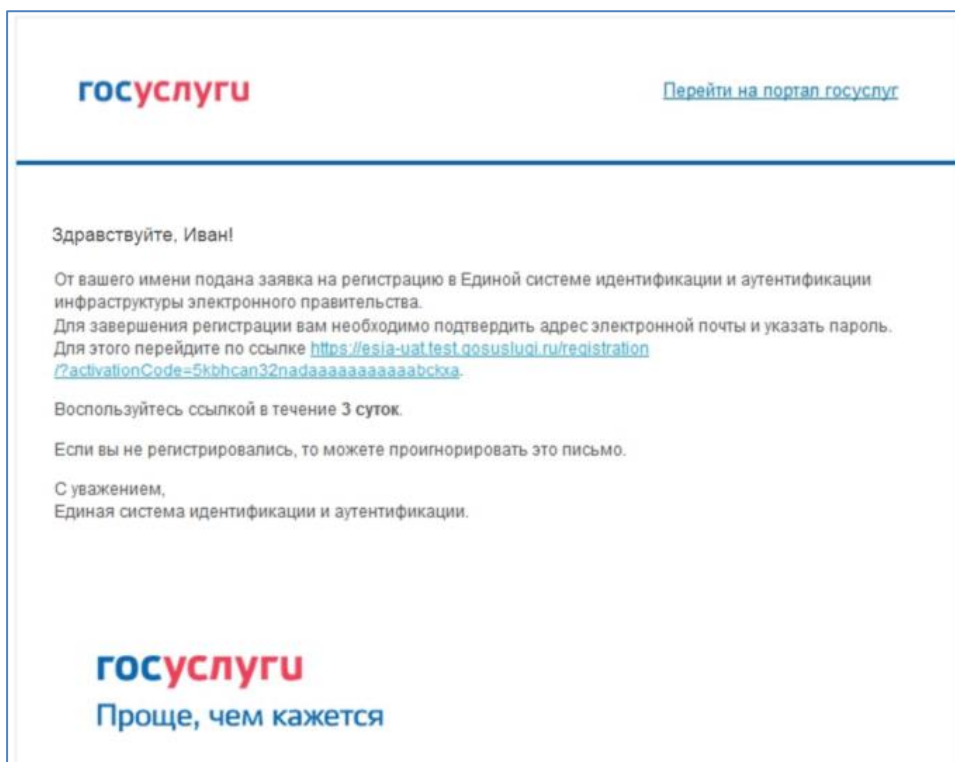 госуслуги
Перейти на портал госуслуг
Здравствуйте, Иван!
От вашего имени подана заявка на регистрацию в Единой системе идентификации и аутентификации
инфраструктуры электронного правительства.
Для завершения регистрации вам необходимо подтвердить адрес электронной почты и указать пароль.
Для этого перейдите по ссылке https://esia-uat.test.gosuslugi.ru/registration
/?activationCode=5kbhcan32nadaaaaaaaaaaabckxa.
Воспользуйтесь ссылкой в течение 3 суток.
Если вы не регистрировались, то можете проигнорировать это письмо.
С уважением,
Единая система идентификации и аутентификации.
госуслуги
Проще, чем кажется